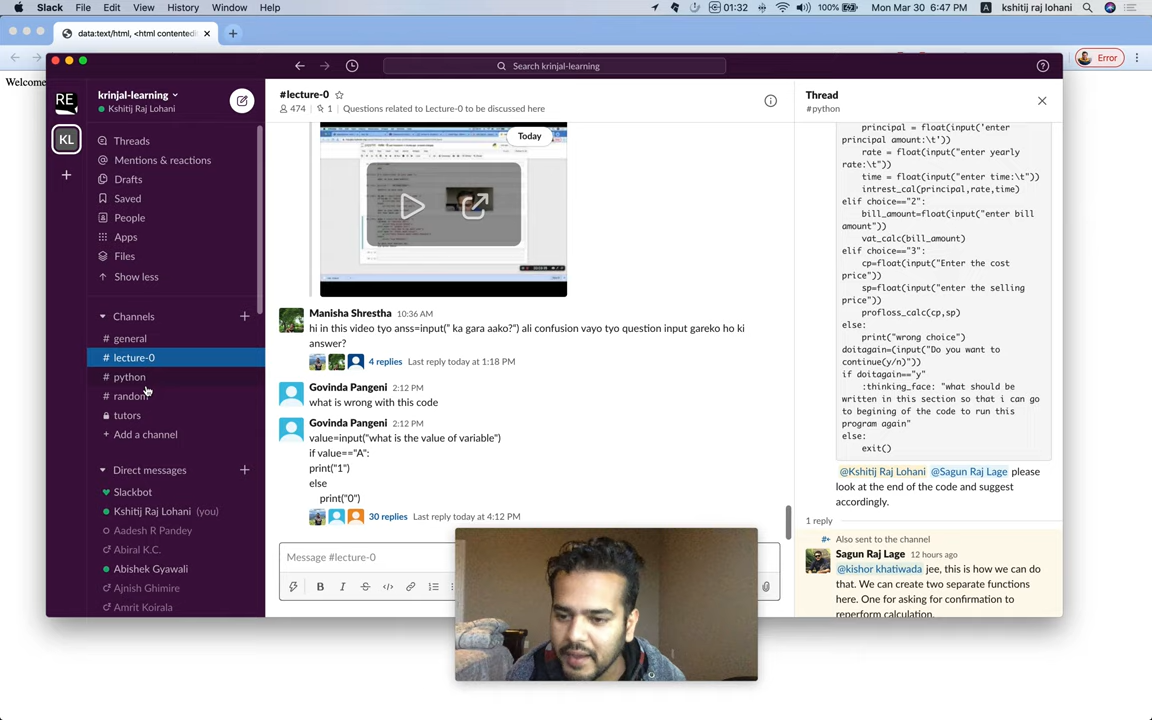 Slack File Edit View History Window Help
01:32 100% Mon Mar 30 6:47 PM A kshitij raj lohani
data:text/html, <html contented
Error
Welcome
Search krinjal-learning
RE
KL
krinjal-learning
Kshitij Raj Lohani
Threads
Mentions & reactions
Drafts
Saved
People
Apps
Files
Show less
Channels
# general
# lecture-0
# python
# random
tutors
+ Add a channel
Direct messages
Slackbot
Kshitij Raj Lohani (you)
Aadesh R Pandey
Abiral K.C.
Abishek Gyawali
Ajnish Ghimire
Amrit Koirala
#lecture-0
474 1 Questions related to Lecture-0 to be discussed here
Today
Manisha Shrestha 10:36 AM
hi in this video tyo anss=input(" ka gara aako?") ali confusion vayo tyo question input gareko ho ki
answer?
4 replies Last reply today at 1:18 PM
Govinda Pangeni 2:12 PM
what is wrong with this code
Govinda Pangeni 2:12 PM
value=input("what is the value of variable")
if value=="A":
print("1")
else
print("0")
30 replies Last reply today at 4:12 PM
Message #lecture-0
B I S
Thread
#python
principal = float(input('enter
principal amount:\t'))
rate = float(input("enter yearly
rate:\t"))
time = float(input("enter time:\t"))
intrest_cal(principal,rate,time)
elif choice=="2":
bill_amount=float(input("enter bill
amount"))
vat_calc(bill_amount)
elif choice=="3":
cp=float(input("Enter the cost
price"))
sp=float(input("enter the selling
price"))
profloss_calc(cp,sp)
else:
print("wrong choice")
doitagain=(input("Do you want to
continue(y/n)"))
if doitagain=="y"
:thinking_face: "what should be
written in this section so that i can go
to begining of the code to run this
program again"
else:
exit()
@Kshitij Raj Lohani @Sagun Raj Lage please
look at the end of the code and suggest
accordingly.
1 reply
Also sent to the channel
Sagun Raj Lage 12 hours ago
@kishor khatiwada jee, this is how we can do
that. We can create two separate functions
here. One for asking for confirmation to
reperform calculation.